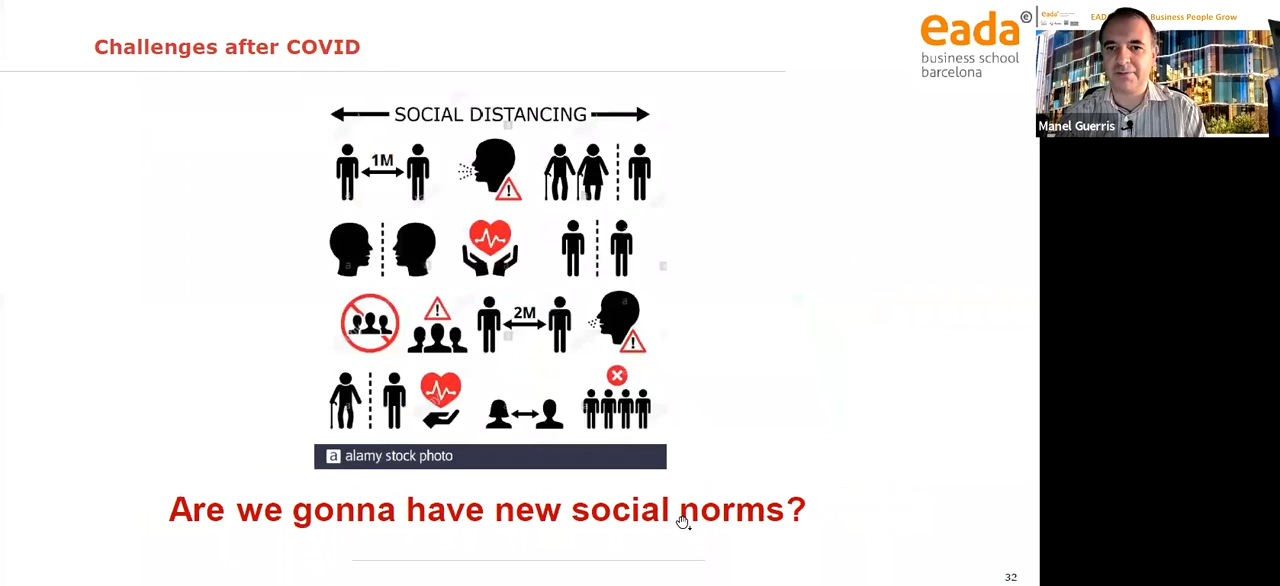 Challenges after COVID
eada
business school
barcelona
EAD
Business People Grow
Manel Guerris
SOCIAL DISTANCING
1M
2M
a alamy stock photo
Are we gonna have new social norms?
32